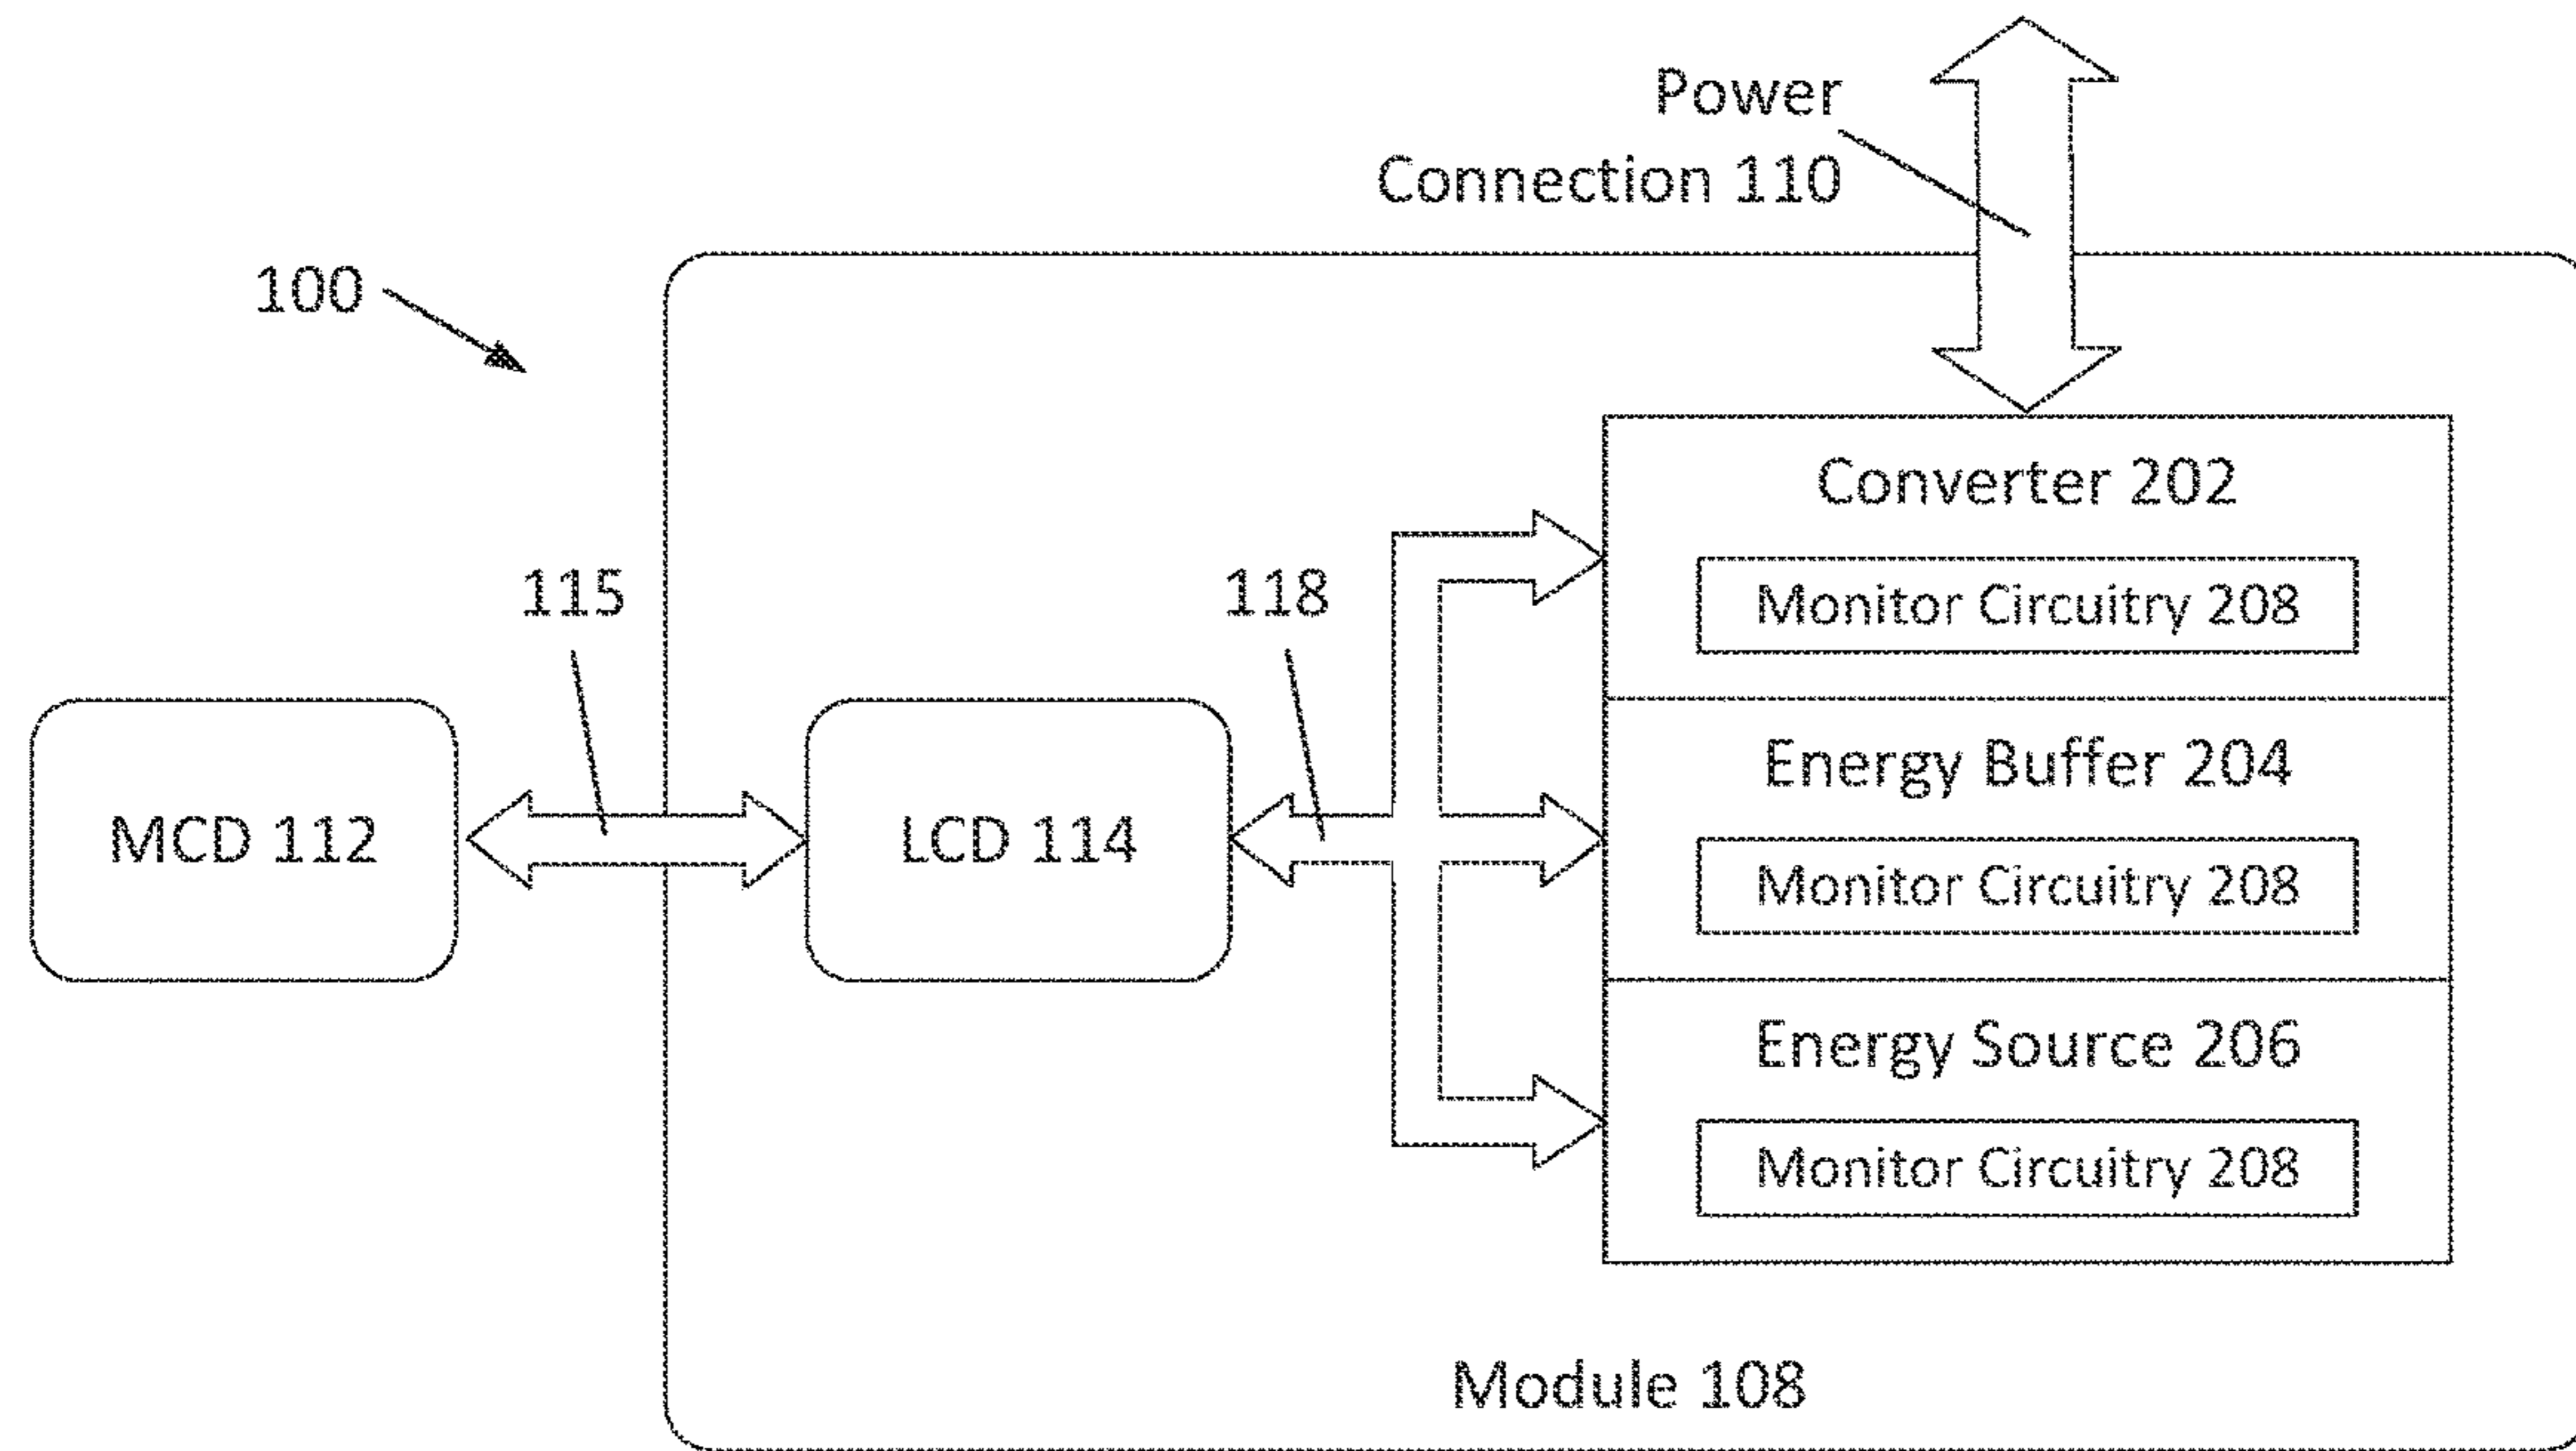 Power
Connection 110
100
Converter 202
Monitor Circuitry 208
115
118
MCD 112
LCD 114
Energy Buffer 204
Monitor Circuitry 208
Energy Source 206
Monitor Circuitry 208
Module 108